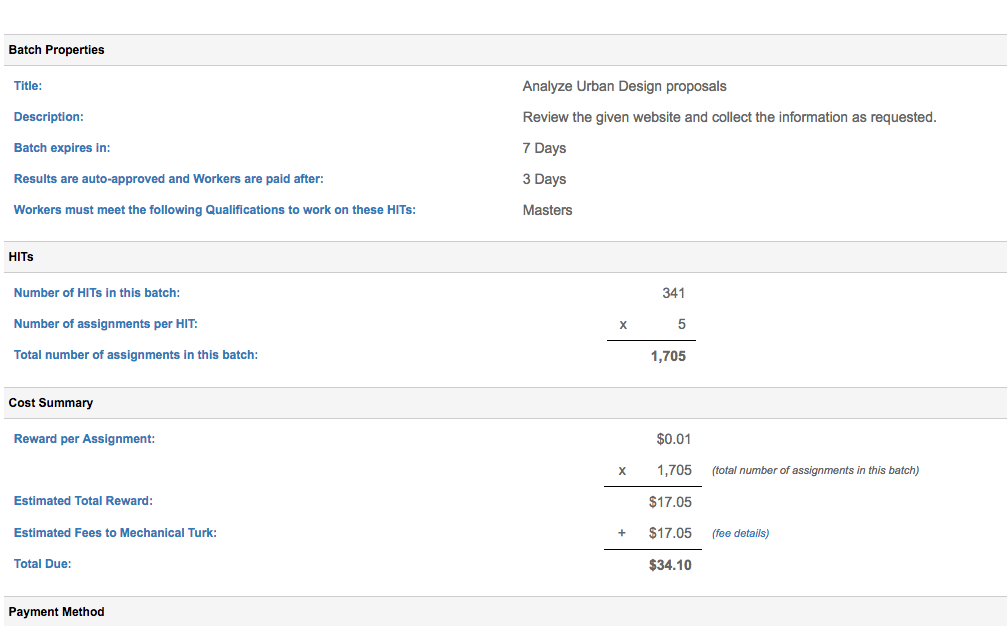 Batch Properties
Title: Analyze Urban Design proposals
Description: Review the given website and collect the information as requested.
Batch expires in: 7 Days
Results are auto-approved and Workers are paid after: 3 Days
Workers must meet the following Qualifications to work on these HITs: Masters
HITs
Number of HITs in this batch: 341
Number of assignments per HIT: x 5
Total number of assignments in this batch: 1,705
Cost Summary
Reward per Assignment: $0.01
x 1,705 (total number of assignments in this batch)
Estimated Total Reward: $17.05
Estimated Fees to Mechanical Turk: + $17.05 (fee details)
Total Due: $34.10
Payment Method